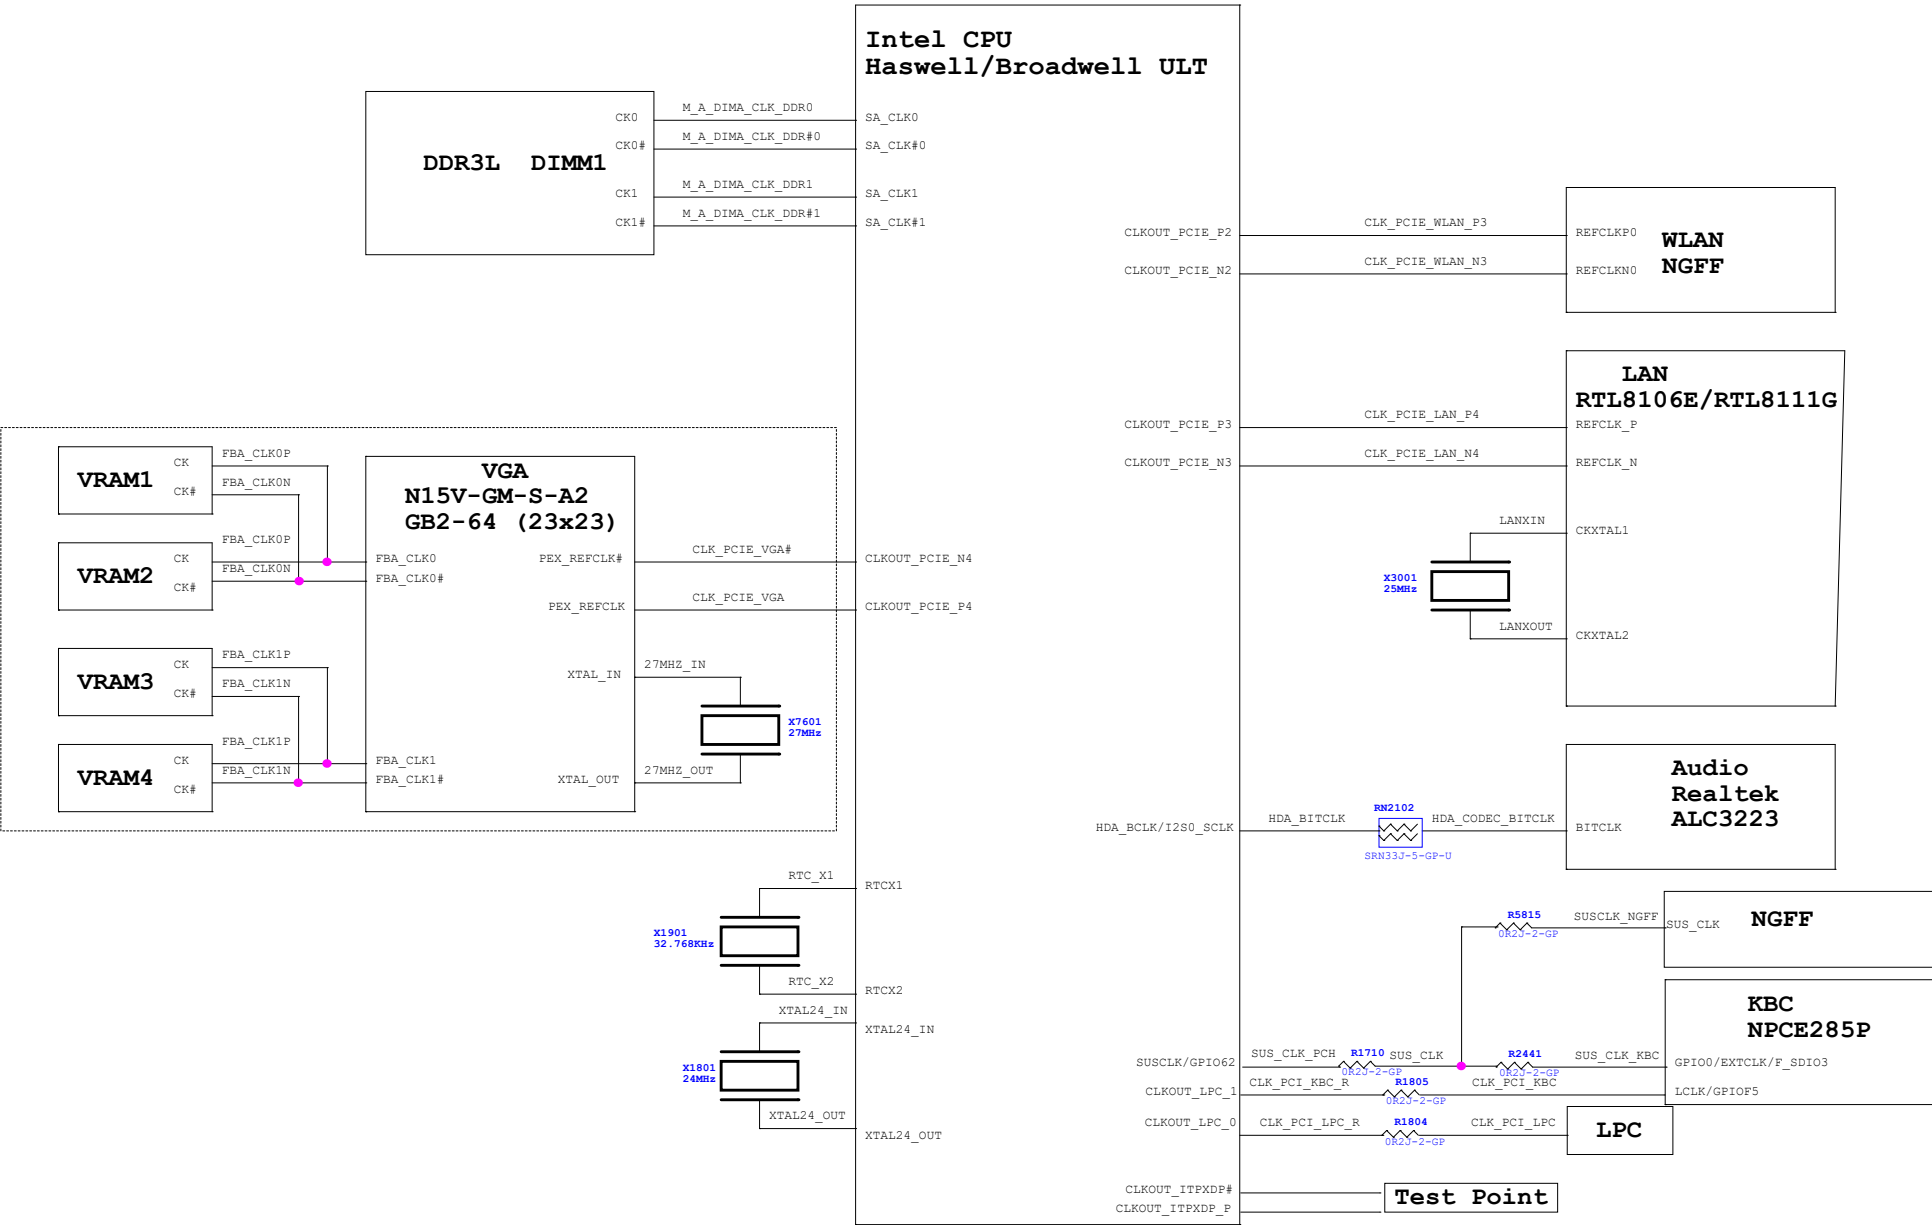 Intel CPU
Haswell/Broadwell ULT
DDR3L DIMM1
CK0
M_A_DIMA_CLK_DDR0
SA_CLK0
CK0#
M_A_DIMA_CLK_DDR#0
SA_CLK#0
CK1
M_A_DIMA_CLK_DDR1
SA_CLK1
CK1#
M_A_DIMA_CLK_DDR#1
SA_CLK#1
CLKOUT_PCIE_P2
CLK_PCIE_WLAN_P3
REFCLKP0
CLKOUT_PCIE_N2
CLK_PCIE_WLAN_N3
REFCLKN0
WLAN
NGFF
LAN
RTL8106E/RTL8111G
CLKOUT_PCIE_P3
CLK_PCIE_LAN_P4
REFCLK_P
CLKOUT_PCIE_N3
CLK_PCIE_LAN_N4
REFCLK_N
LANXIN
CKXTAL1
X3001
25MHz
LANXOUT
CKXTAL2
VRAM1
CK
FBA_CLK0P
CK#
FBA_CLK0N
VRAM2
CK
FBA_CLK0P
CK#
FBA_CLK0N
VRAM3
CK
FBA_CLK1P
CK#
FBA_CLK1N
VRAM4
CK
FBA_CLK1P
CK#
FBA_CLK1N
VGA
N15V-GM-S-A2
GB2-64 (23x23)
FBA_CLK0
FBA_CLK0#
FBA_CLK1
FBA_CLK1#
PEX_REFCLK#
CLK_PCIE_VGA#
CLKOUT_PCIE_N4
PEX_REFCLK
CLK_PCIE_VGA
CLKOUT_PCIE_P4
XTAL_IN
27MHZ_IN
X7601
27MHz
XTAL_OUT
27MHZ_OUT
Audio
Realtek
ALC3223
HDA_BCLK/I2S0_SCLK
HDA_BITCLK
RN2102
SRN33J-5-GP-U
HDA_CODEC_BITCLK
BITCLK
RTC_X1
RTCX1
X1901
32.768KHz
RTC_X2
RTCX2
XTAL24_IN
XTAL24_IN
X1801
24MHz
XTAL24_OUT
XTAL24_OUT
R5815
0R2J-2-GP
SUSCLK_NGFF
SUS_CLK
NGFF
KBC
NPCE285P
SUSCLK/GPIO62
SUS_CLK_PCH
R1710
0R2J-2-GP
SUS_CLK
R2441
0R2J-2-GP
SUS_CLK_KBC
GPIO0/EXTCLK/F_SDIO3
CLKOUT_LPC_1
CLK_PCI_KBC_R
R1805
0R2J-2-GP
CLK_PCI_KBC
LCLK/GPIOF5
CLKOUT_LPC_0
CLK_PCI_LPC_R
R1804
0R2J-2-GP
CLK_PCI_LPC
LPC
CLKOUT_ITPXDP#
CLKOUT_ITPXDP_P
Test Point